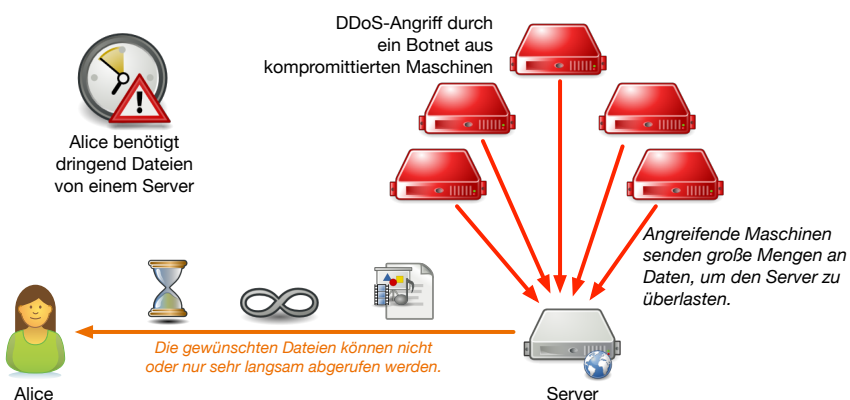 DDoS-Angriff durch
ein Botnet aus
kompromittierten Maschinen
Alice benötigt
dringend Dateien
von einem Server
Angreifende Maschinen
senden große Mengen an
Daten, um den Server zu
überlasten.
Die gewünschten Dateien können nicht
oder nur sehr langsam abgerufen werden.
Alice
Server